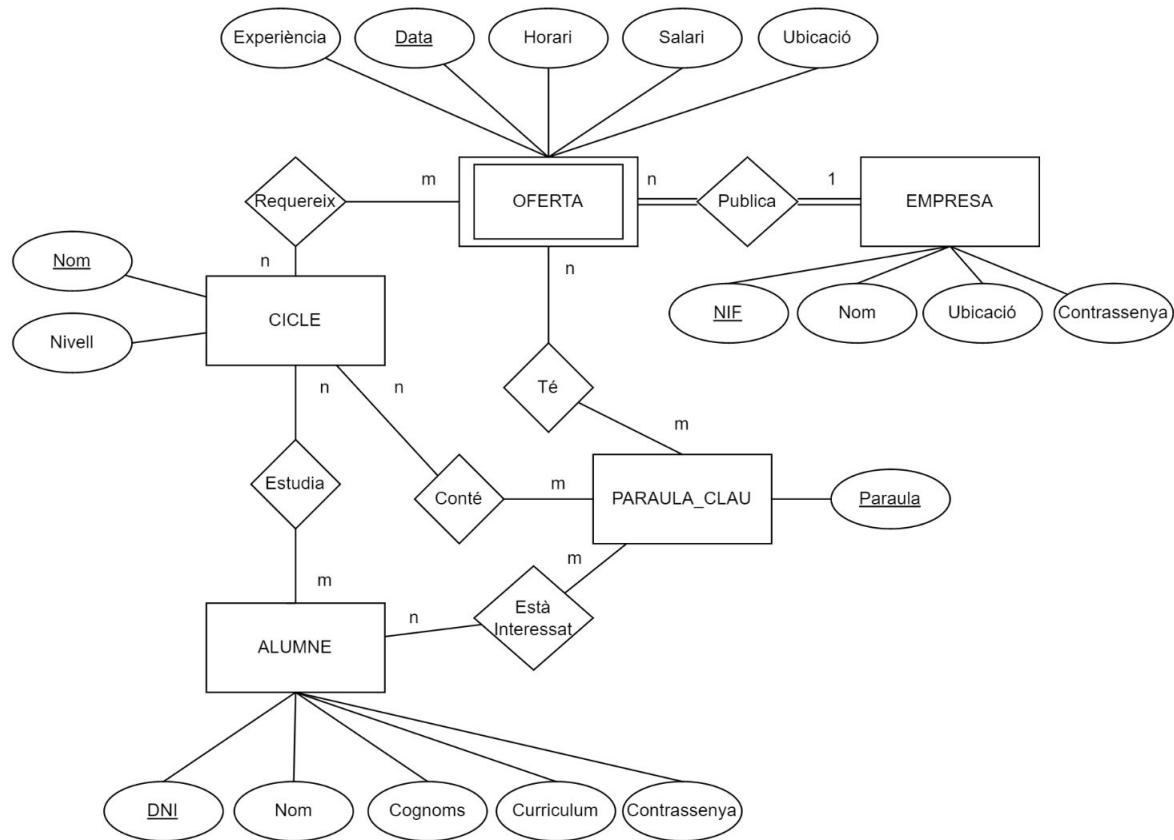 Experiència
Data
Horari
Salari
Ubicació
Requereix
m
OFERTA
n
Publica
1
EMPRESA
n
n
Nom
CICLE
NIF
Nom
Ubicació
Contrassenya
Nivell
n
n
Té
m
Estudia
Conté
m
PARAULA_CLAU
Paraula
m
m
n
Està
Interessat
ALUMNE
DNI
Nom
Cognoms
Curriculum
Contrassenya